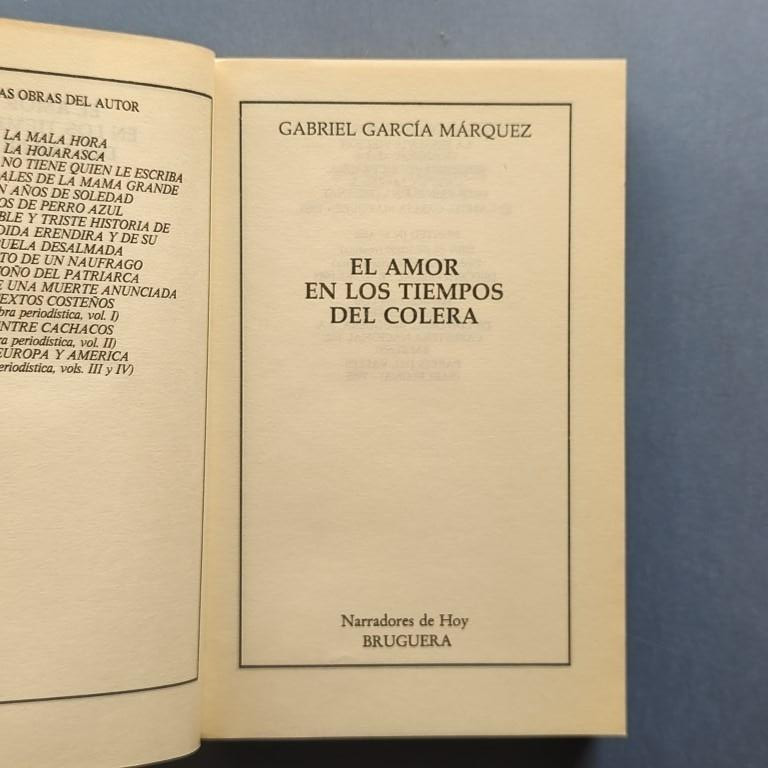 AS OBRAS DEL AUTOR
LA MALA HORA
LA HOJARASCA
NO TIENE QUIEN LE ESCRIBA
ALES DE LA MAMA GRANDE
N AÑOS DE SOLEDAD
OS DE PERRO AZUL
BLE Y TRISTE HISTORIA DE
DIDA ERENDIRA Y DE SU
UELA DESALMADA
TO DE UN NAUFRAGO
TOÑO DEL PATRIARCA
E UNA MUERTE ANUNCIADA
TEXTOS COSTEÑOS
bra periodística, vol. I)
ENTRE CACHACOS
ra periodística, vol. II)
EUROPA Y AMERICA
eriodística, vols. III y IV)
GABRIEL GARCÍA MÁRQUEZ
EL AMOR
EN LOS TIEMPOS
DEL COLERA
Narradores de Hoy
BRUGUERA